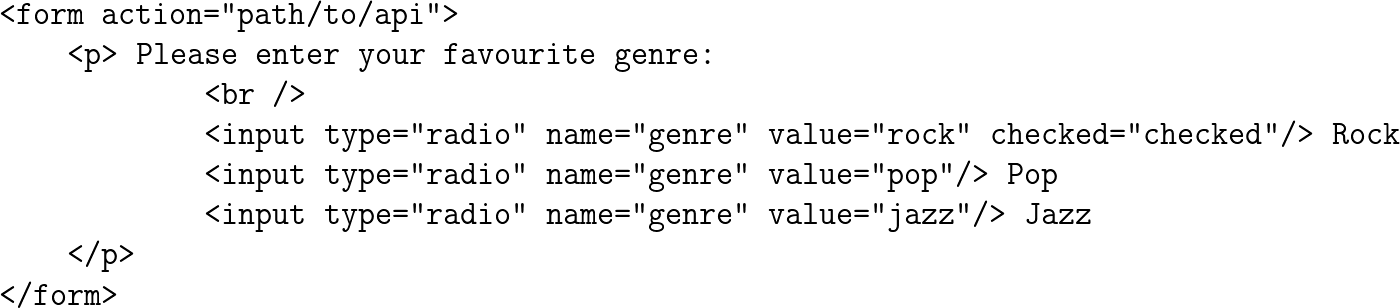 <form action="path/to/api">
    <p> Please enter your favourite genre:
            <br />
            <input type="radio" name="genre" value="rock" checked="checked"/> Rock
            <input type="radio" name="genre" value="pop"/> Pop
            <input type="radio" name="genre" value="jazz"/> Jazz
    </p>
</form>